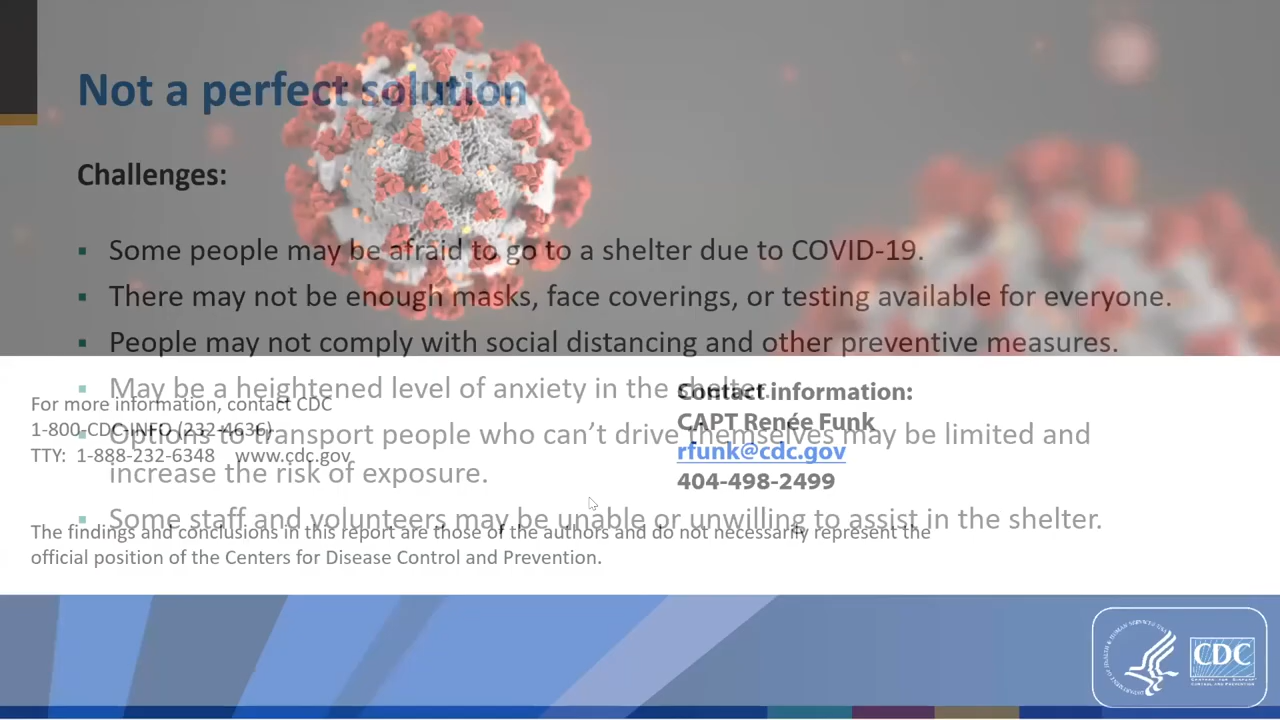 Not a perfect solution
Challenges:
▪ Some people may be afraid to go to a shelter due to COVID-19.
▪ There may not be enough masks, face coverings, or testing available for everyone.
▪ People may not comply with social distancing and other preventive measures.
▪ May be a heightened level of anxiety in the shelter.
▪ Options to transport people who can’t drive themselves may be limited and
increase the risk of exposure.
▪ Some staff and volunteers may be unable or unwilling to assist in the shelter.
For more information, contact CDC
1-800-CDC-INFO (232-4636)
TTY: 1-888-232-6348 www.cdc.gov
Contact information:
CAPT Renée Funk
rfunk@cdc.gov
404-498-2499
The findings and conclusions in this report are those of the authors and do not necessarily represent the
official position of the Centers for Disease Control and Prevention.
CDC